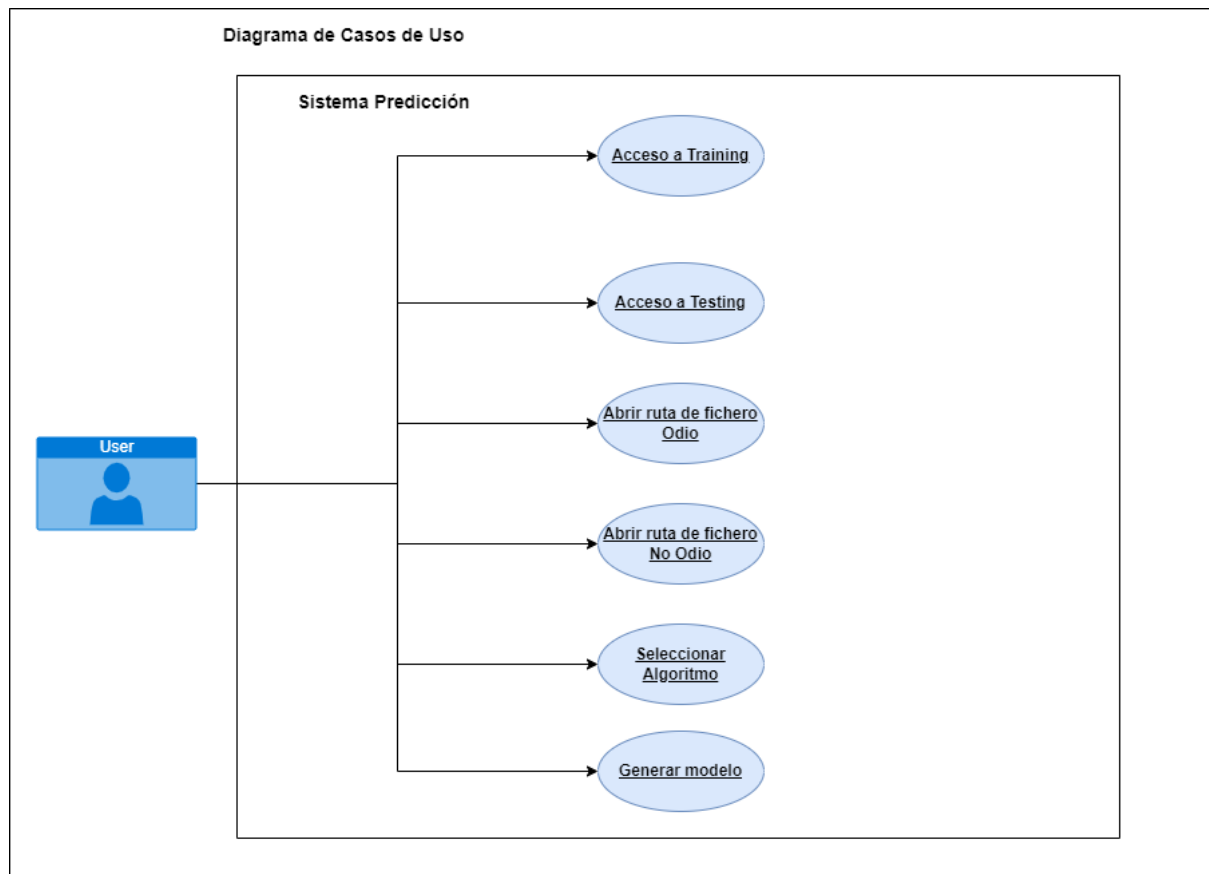 Diagrama de Casos de Uso
Sistema Predicción
Acceso a Training
Acceso a Testing
Abrir ruta de fichero
Odio
User
Abrir ruta de fichero
No Odio
Seleccionar
Algoritmo
Generar modelo